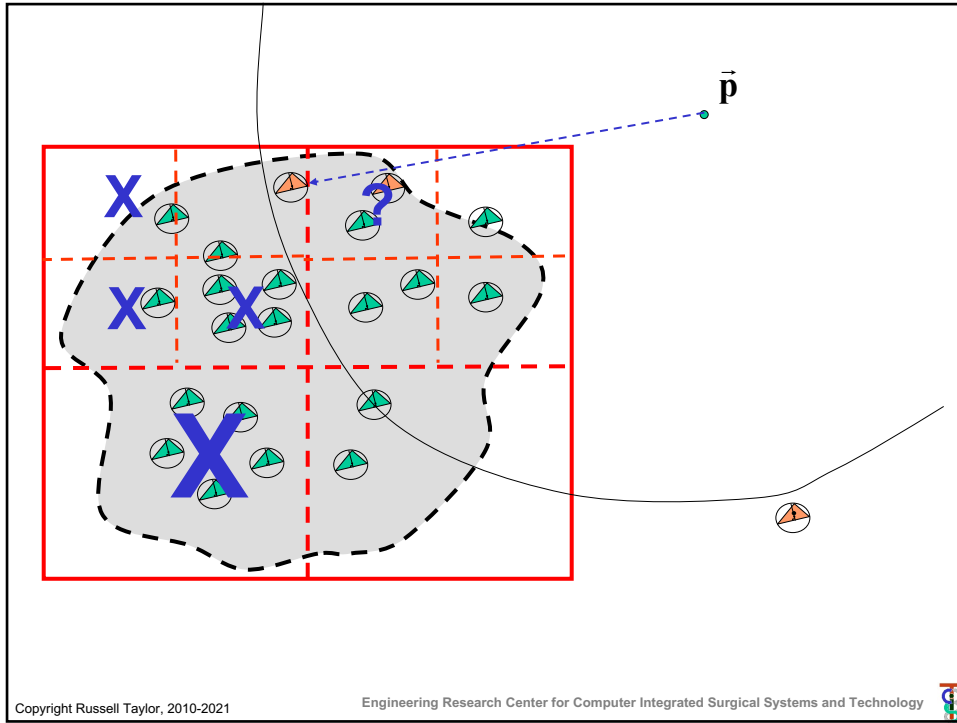 p
X
?
X
X
X
Copyright Russell Taylor, 2010-2021
Engineering Research Center for Computer Integrated Surgical Systems and Technology